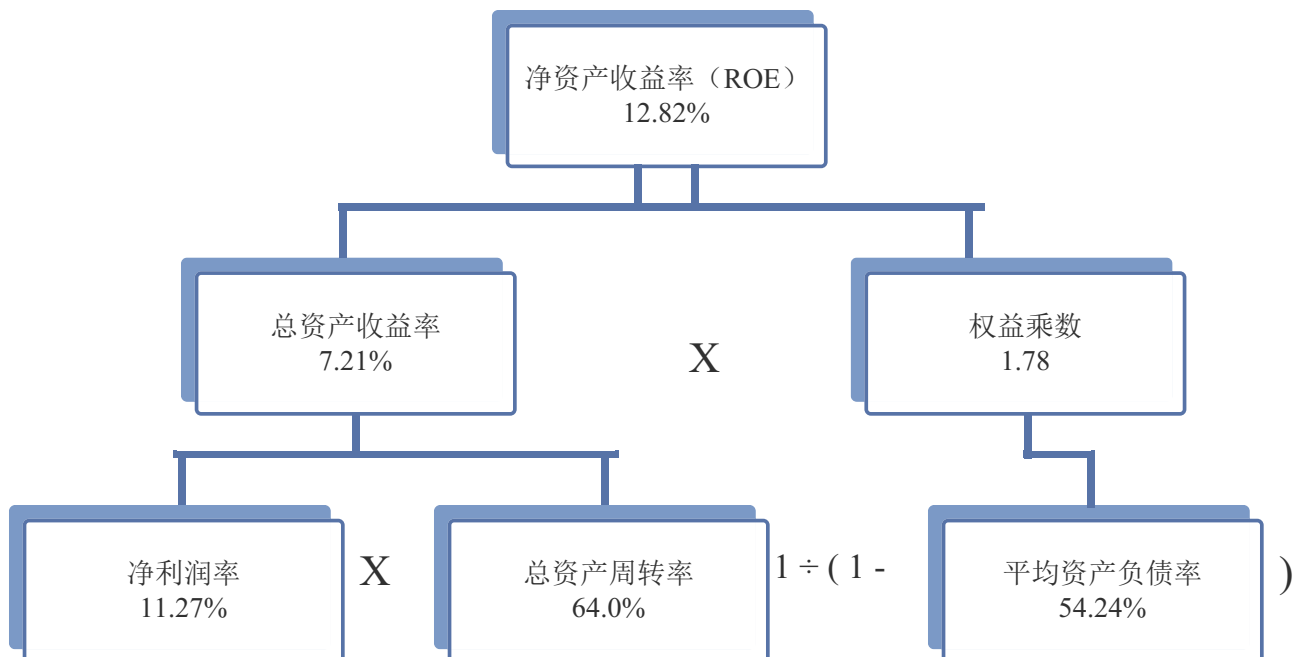 净资产收益率（ROE）
12.82%
总资产收益率
7.21%
X
权益乘数
1.78
净利润率
11.27%
X
总资产周转率
64.0%
1 ÷ ( 1 -
平均资产负债率
54.24%
)